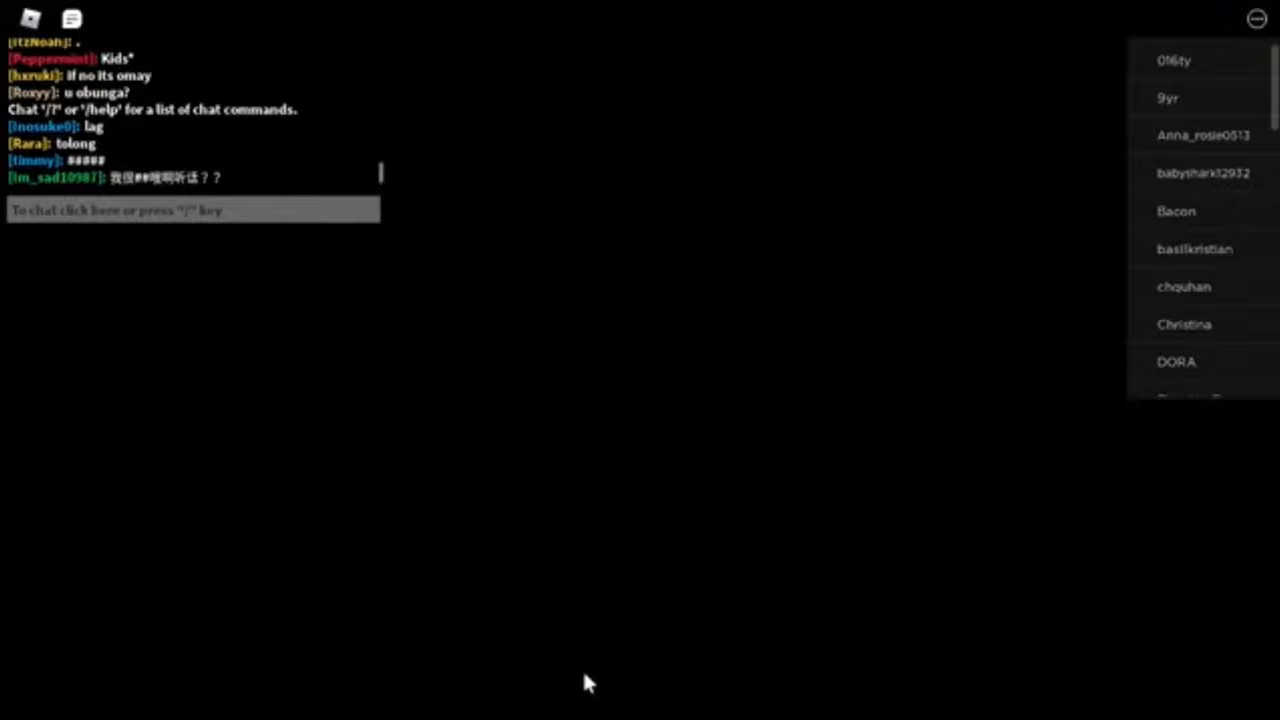 [ItzNoah]: .
[Peppermint]: Kids*
[hxruki]: if no its omay
[Roxyy]: u obunga?
Chat '/?' or '/help' for a list of chat commands.
[Inosuke0]: lag
[Rara]: tolong
[timmy]: #####
[Im_sad10987]: 我很##哦啊听话？？
To chat click here or press "/" key
016ty
9yr
Anna_rosie0513
babyshark12932
Bacon
basilkristian
chquhan
Christina
DORA